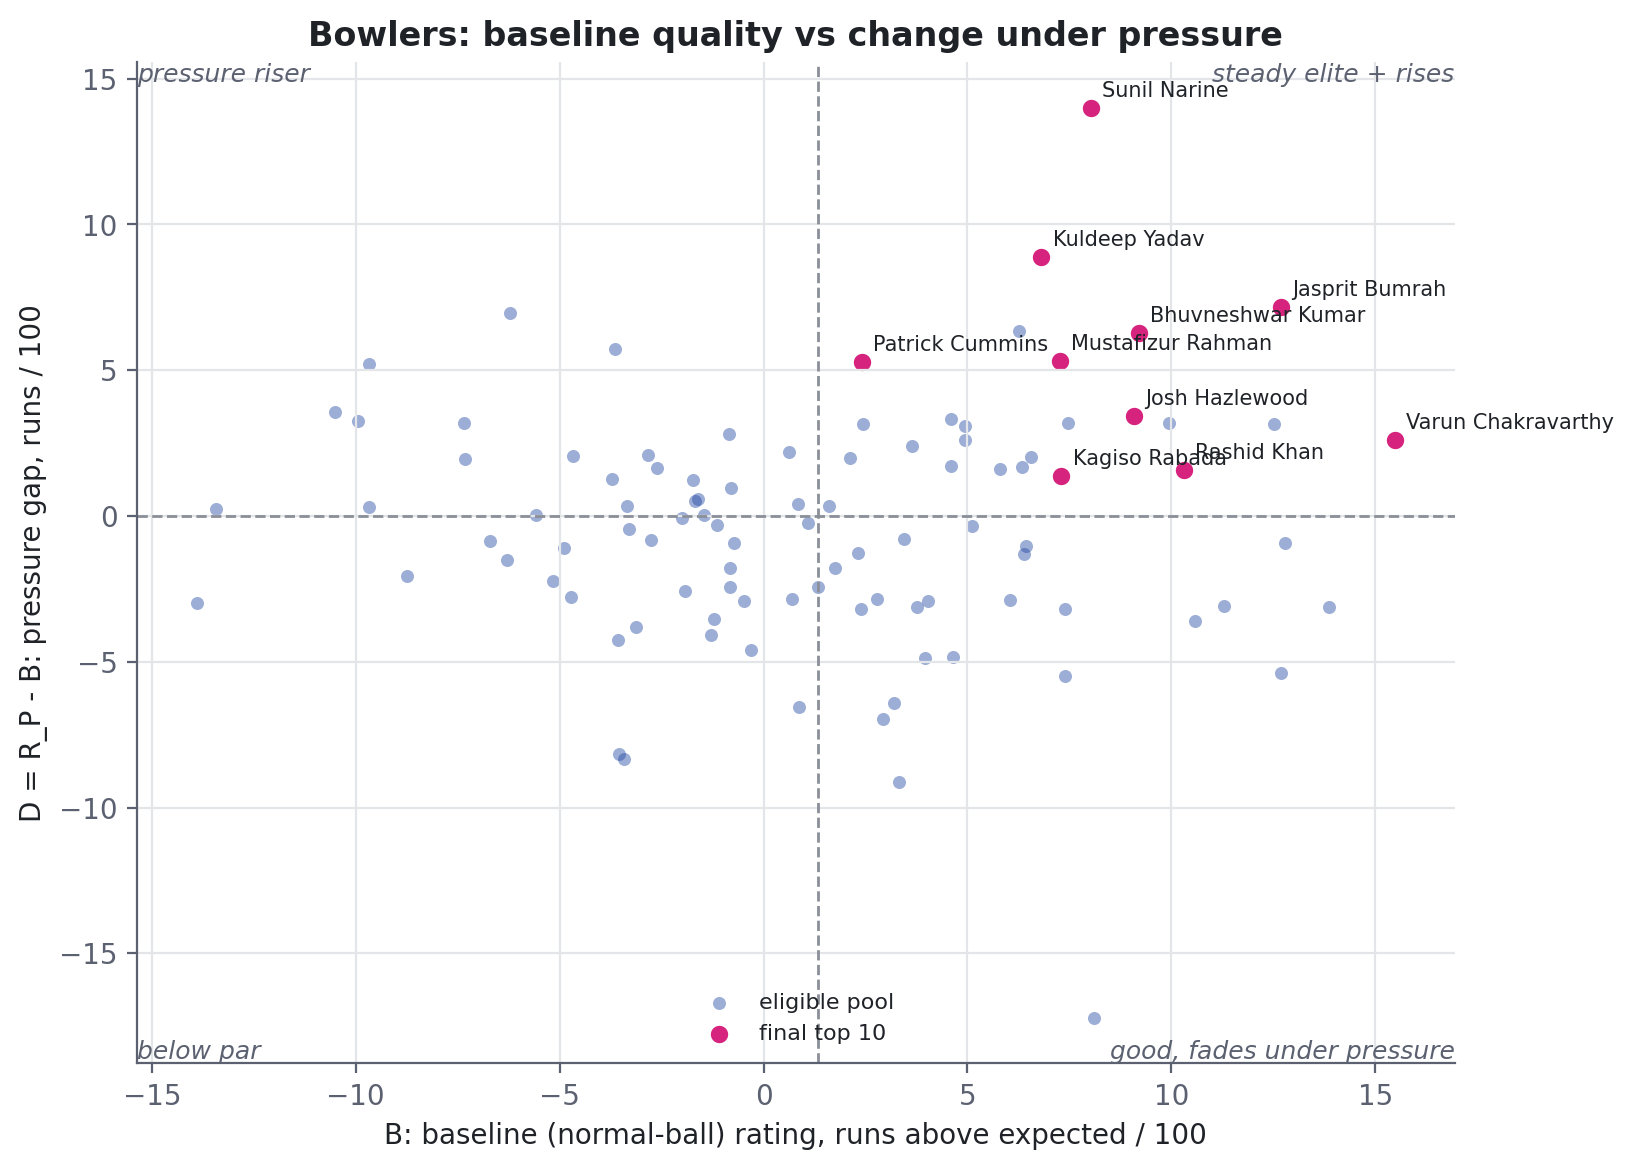 Bowlers: baseline quality vs change under pressure
pressure riser
steady elite + rises
Sunil Narine
Kuldeep Yadav
Jasprit Bumrah
Bhuvneshwar Kumar
Patrick Cummins
Mustafizur Rahman
Josh Hazlewood
Varun Chakravarthy
Rashid Khan
Kagiso Rabada
15
10
5
0
−5
−10
−15
D = R_P - B: pressure gap, runs / 100
eligible pool
final top 10
below par
good, fades under pressure
−15
−10
−5
0
5
10
15
B: baseline (normal-ball) rating, runs above expected / 100